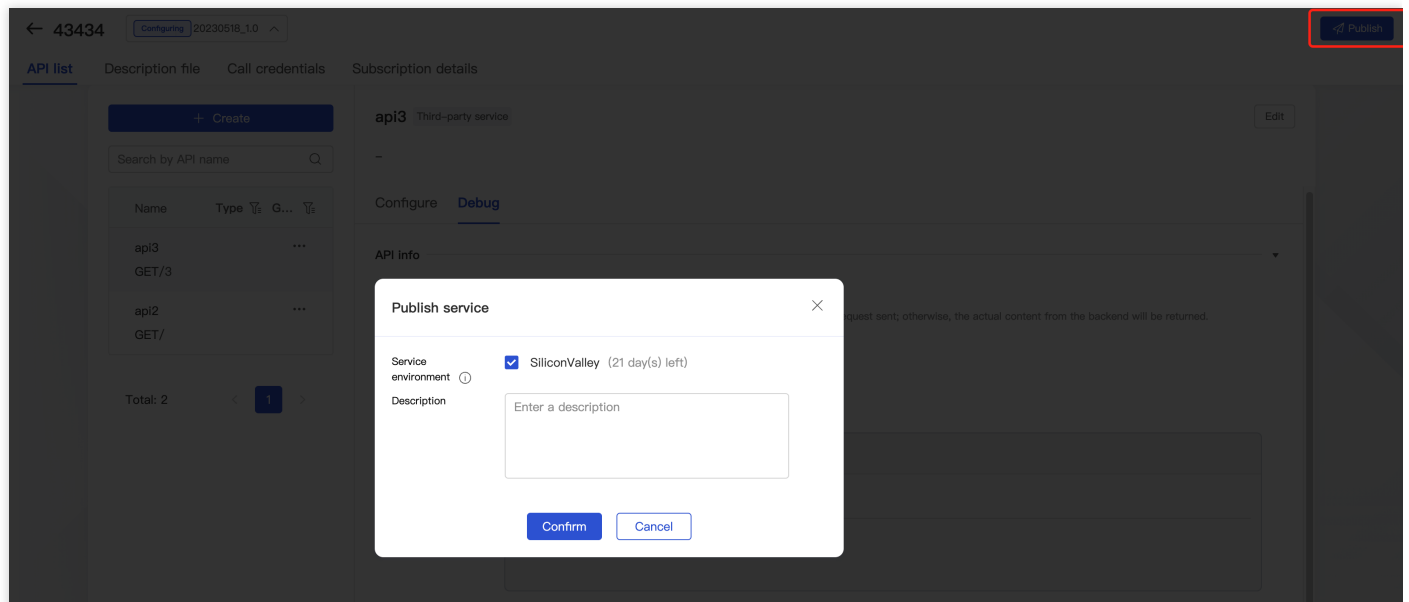 43434 Configuring 20230518_1.0
Publish
API list Description file Call credentials Subscription details
+ Create
api3 Third-party service
Edit
Search by API name
-
Name Type G...
Configure Debug
api3 ...
GET/3
API info
api2 ...
GET/
Publish service
quest sent; otherwise, the actual content from the backend will be returned.
Service
environment
SiliconValley (21 day(s) left)
Description
Enter a description
Total: 2 < 1 >
Confirm Cancel